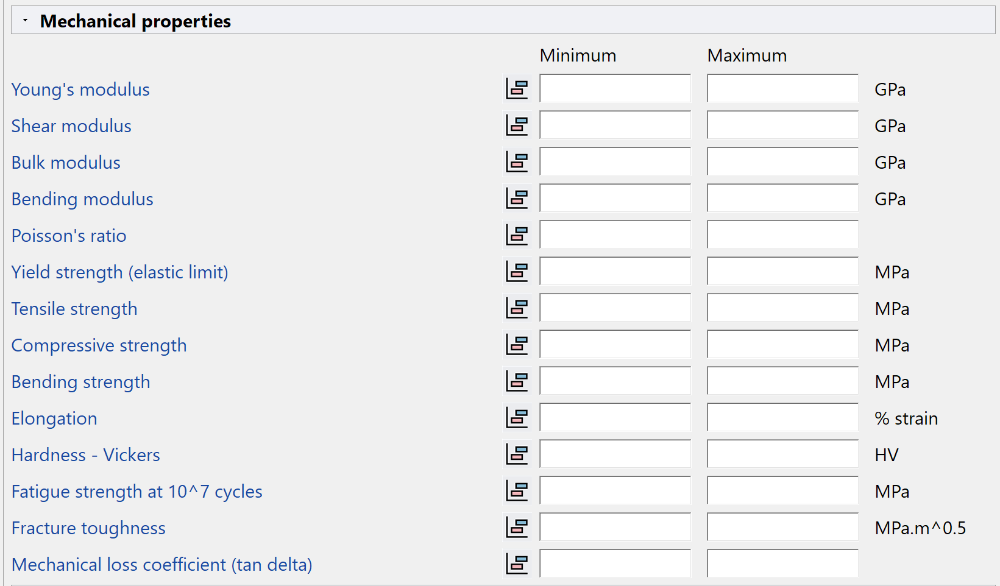 Mechanical properties
Minimum Maximum
Young's modulus GPa
Shear modulus GPa
Bulk modulus GPa
Bending modulus GPa
Poisson's ratio
Yield strength (elastic limit) MPa
Tensile strength MPa
Compressive strength MPa
Bending strength MPa
Elongation % strain
Hardness - Vickers HV
Fatigue strength at 10^7 cycles MPa
Fracture toughness MPa.m^0.5
Mechanical loss coefficient (tan delta)